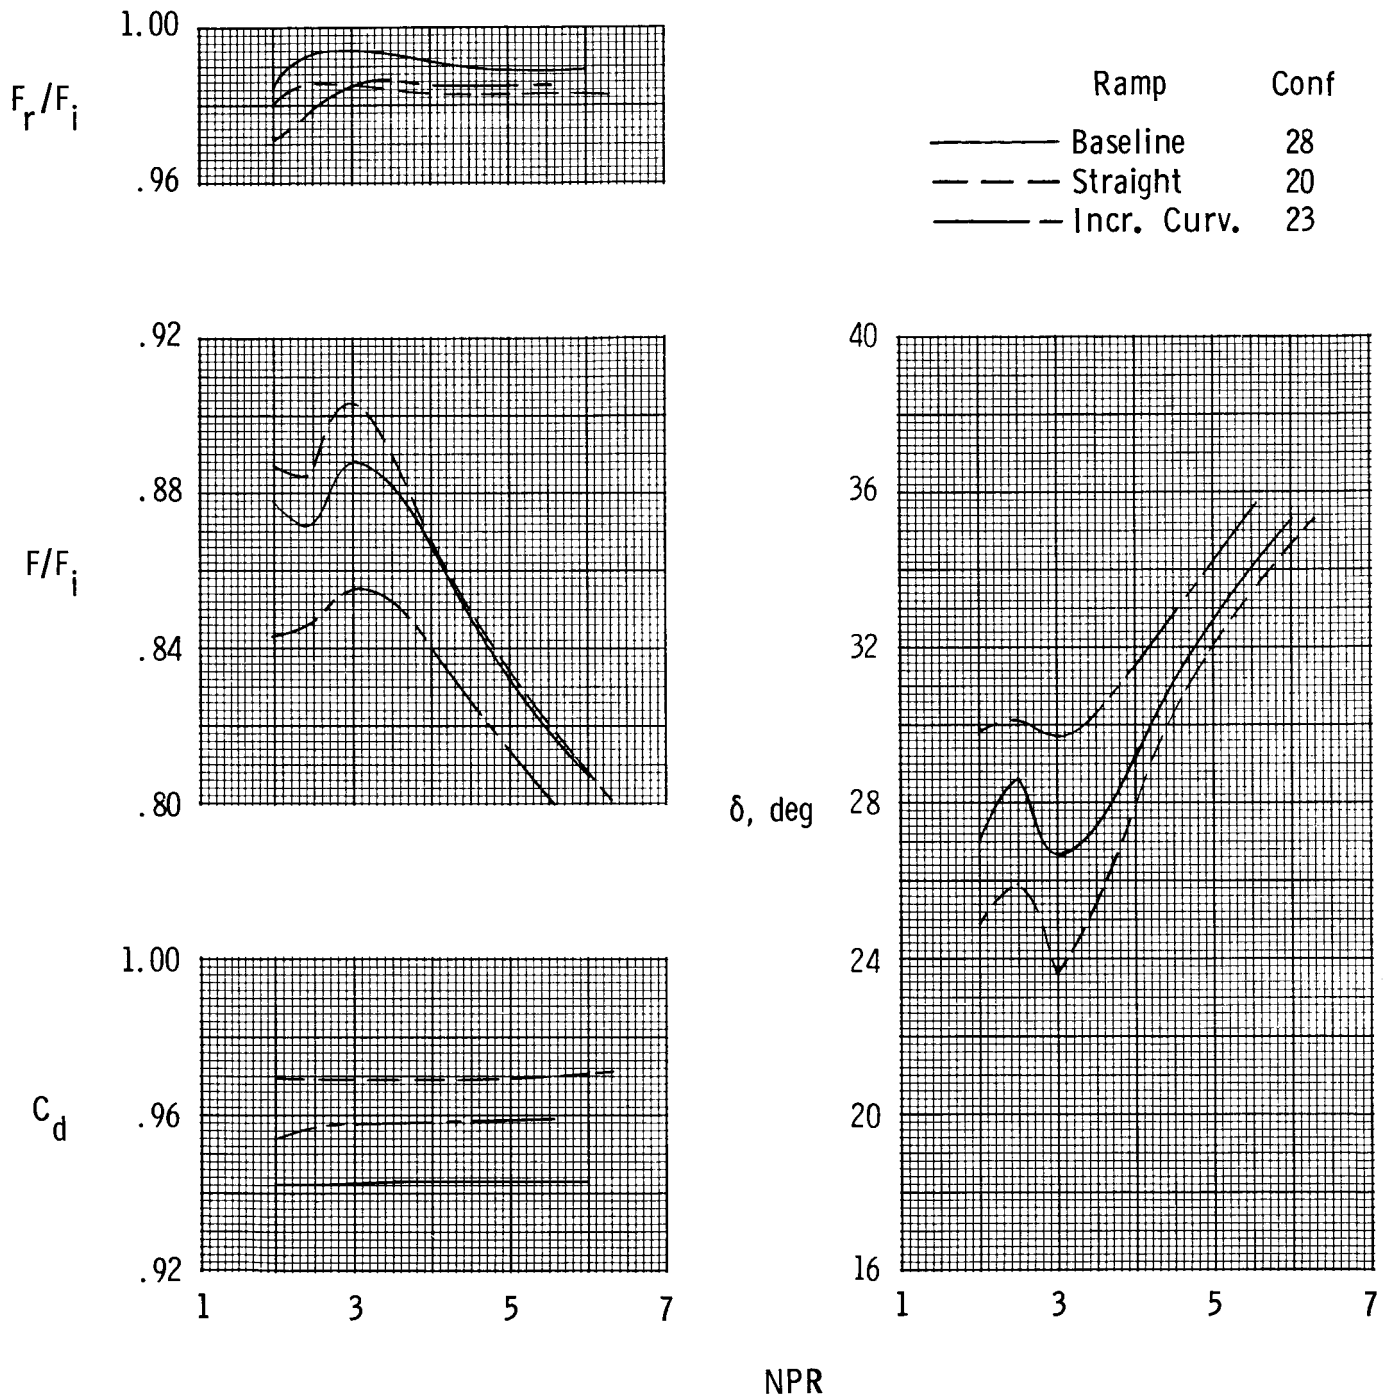 1.00
F_r/F_i
.96
Ramp Conf
Baseline 28
Straight 20
Incr. Curv. 23
.92
.88
F/F_i
.84
.80
1.00
C_d
.96
.92
1 3 5 7
40
36
32
28
δ, deg
24
20
16
1 3 5 7
NPR